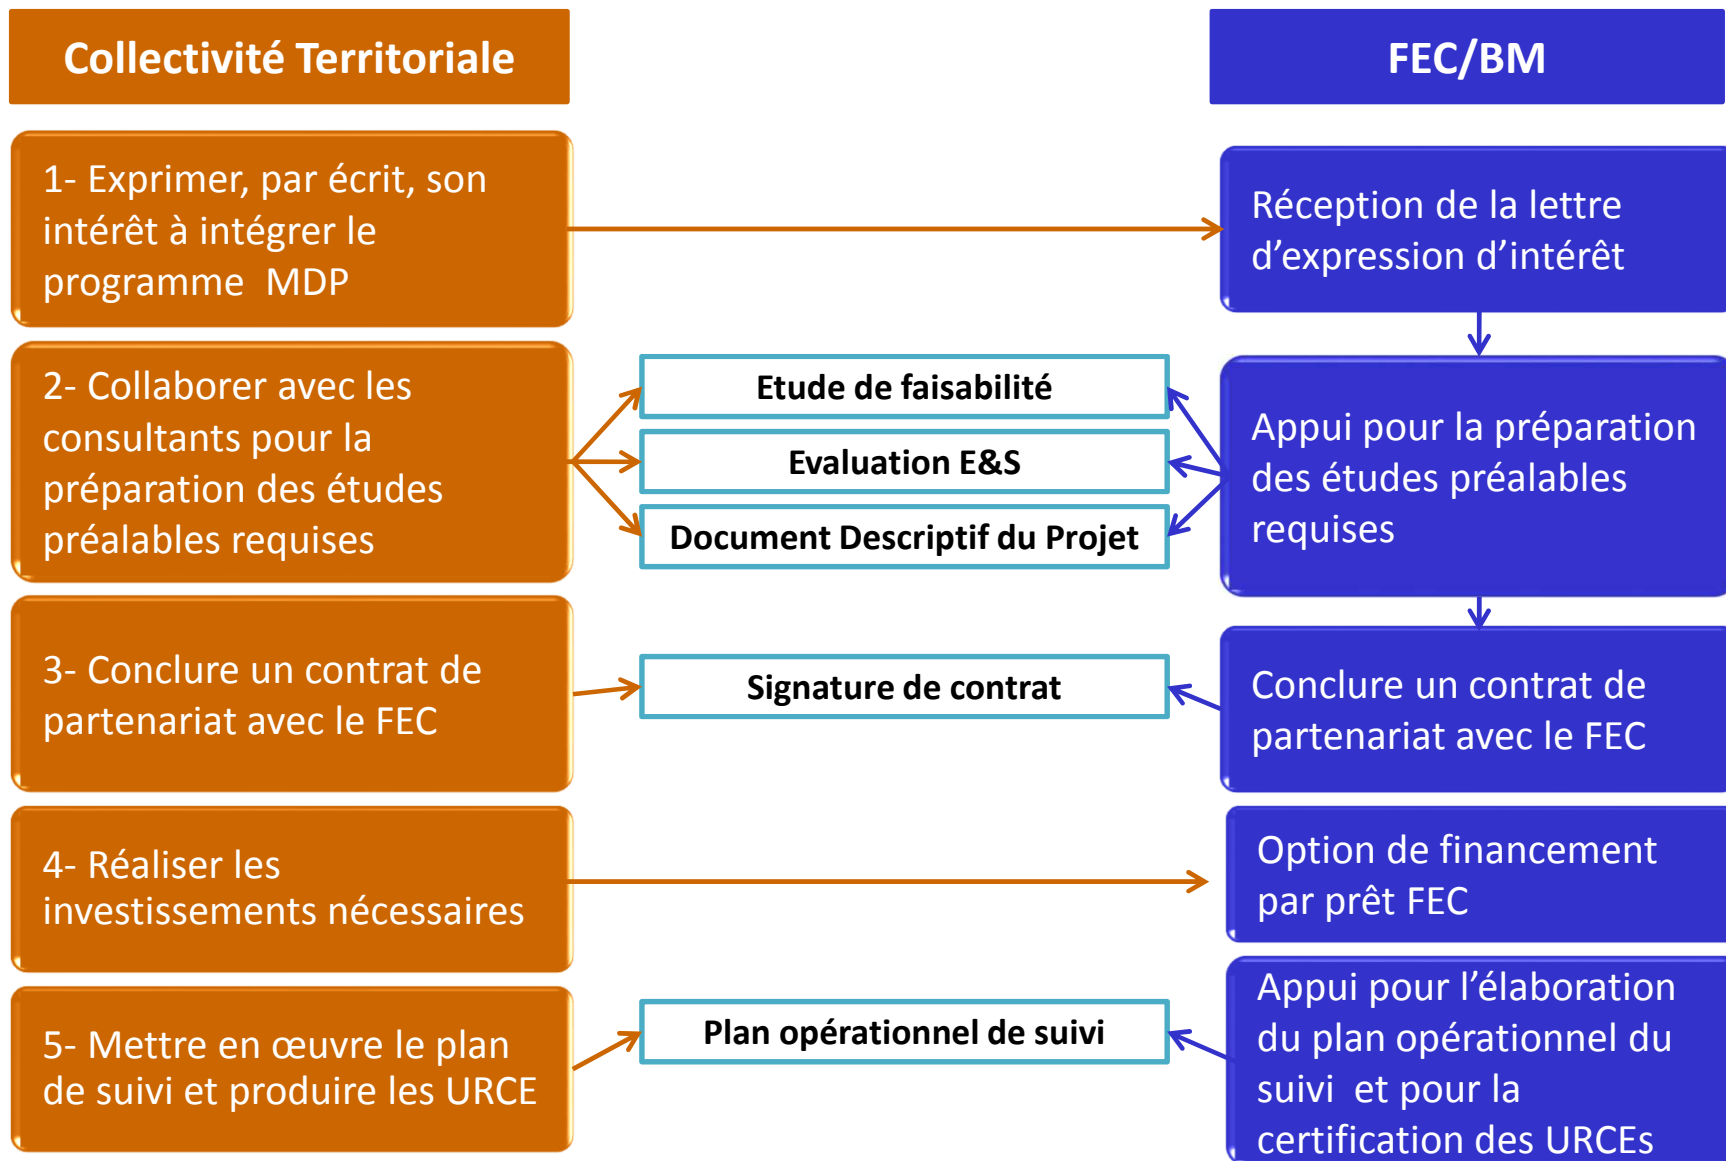 Collectivité Territoriale
FEC/BM
1- Exprimer, par écrit, son
intérêt à intégrer le
programme  MDP
Réception de la lettre
d’expression d’intérêt
2- Collaborer avec les
consultants pour la
préparation des études
préalables requises
Etude de faisabilité
Evaluation E&S
Document Descriptif du Projet
Appui pour la préparation
des études préalables
requises
3- Conclure un contrat de
partenariat avec le FEC
Signature de contrat
Conclure un contrat de
partenariat avec le FEC
4- Réaliser les
investissements nécessaires
Option de financement
par prêt FEC
5- Mettre en œuvre le plan
de suivi et produire les URCE
Plan opérationnel de suivi
Appui pour l’élaboration
du plan opérationnel du
suivi  et pour la
certification des URCEs